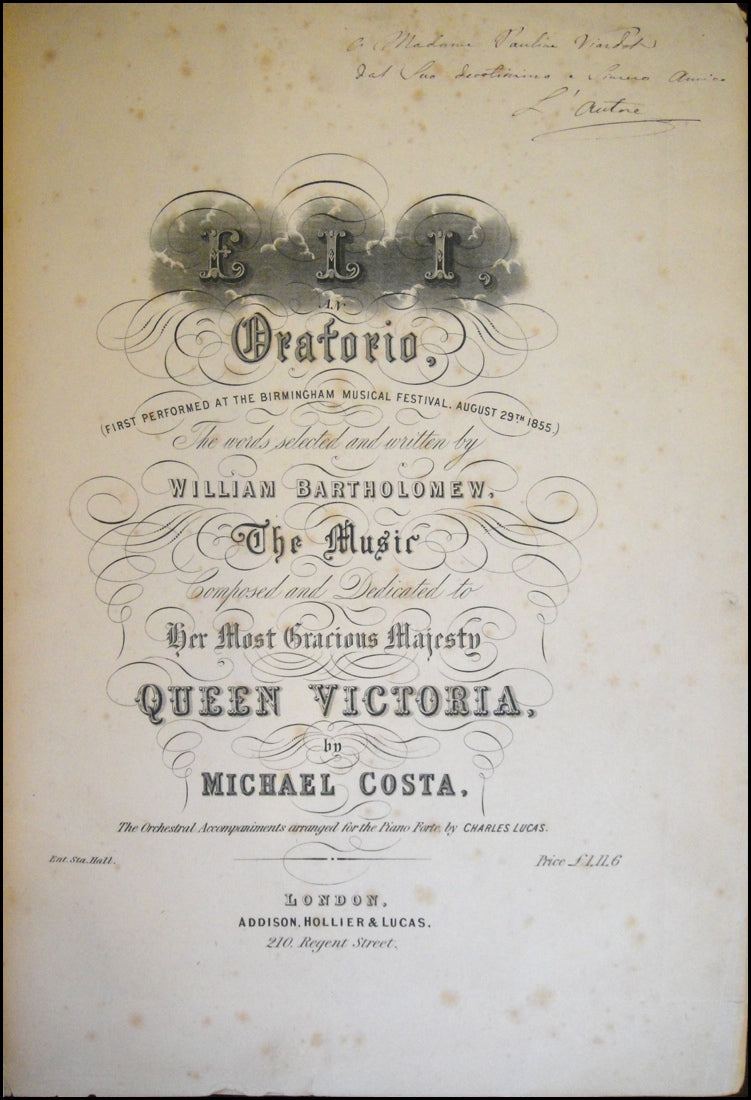 a Madame Pauline Viardot
dal Suo devotissimo e Sincero Amico
L'Autore
ELI,
AN
Oratorio,
(FIRST PERFORMED AT THE BIRMINGHAM MUSICAL FESTIVAL, AUGUST 29TH 1855.)
The words selected and written by
WILLIAM BARTHOLOMEW,
The Music
Composed and Dedicated to
Her Most Gracious Majesty
QUEEN VICTORIA,
by
MICHAEL COSTA.
The Orchestral Accompaniments arranged for the Piano Forte, by CHARLES LUCAS.
Ent. Sta. Hall. Price £1,11,6
LONDON,
ADDISON, HOLLIER & LUCAS,
210, Regent Street.